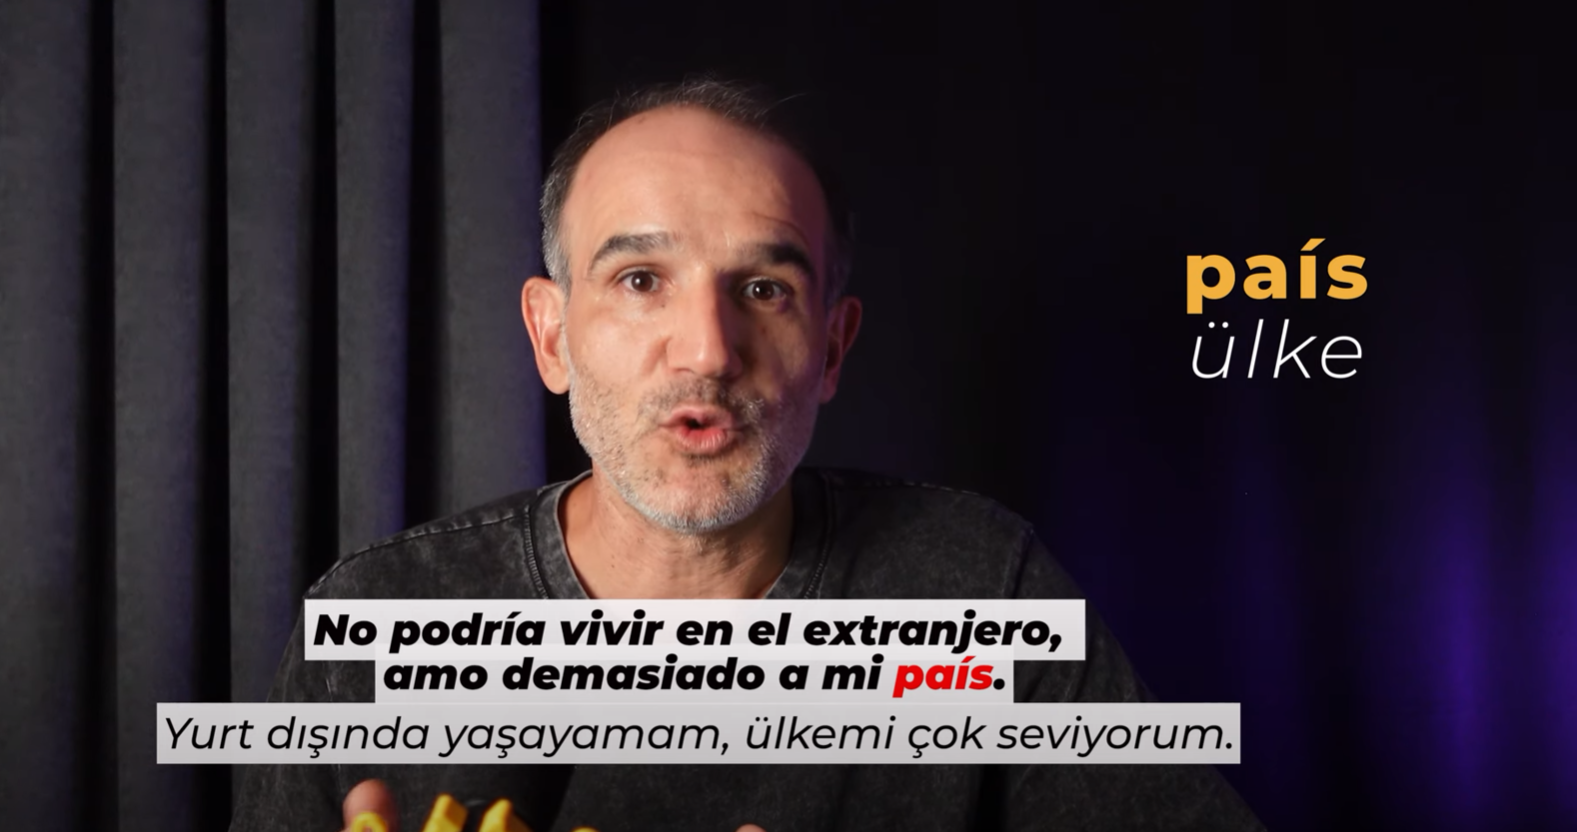 país
ülke
No podría vivir en el extranjero,
amo demasiado a mi país.
Yurt dışında yaşayamam, ülkemi çok seviyorum.